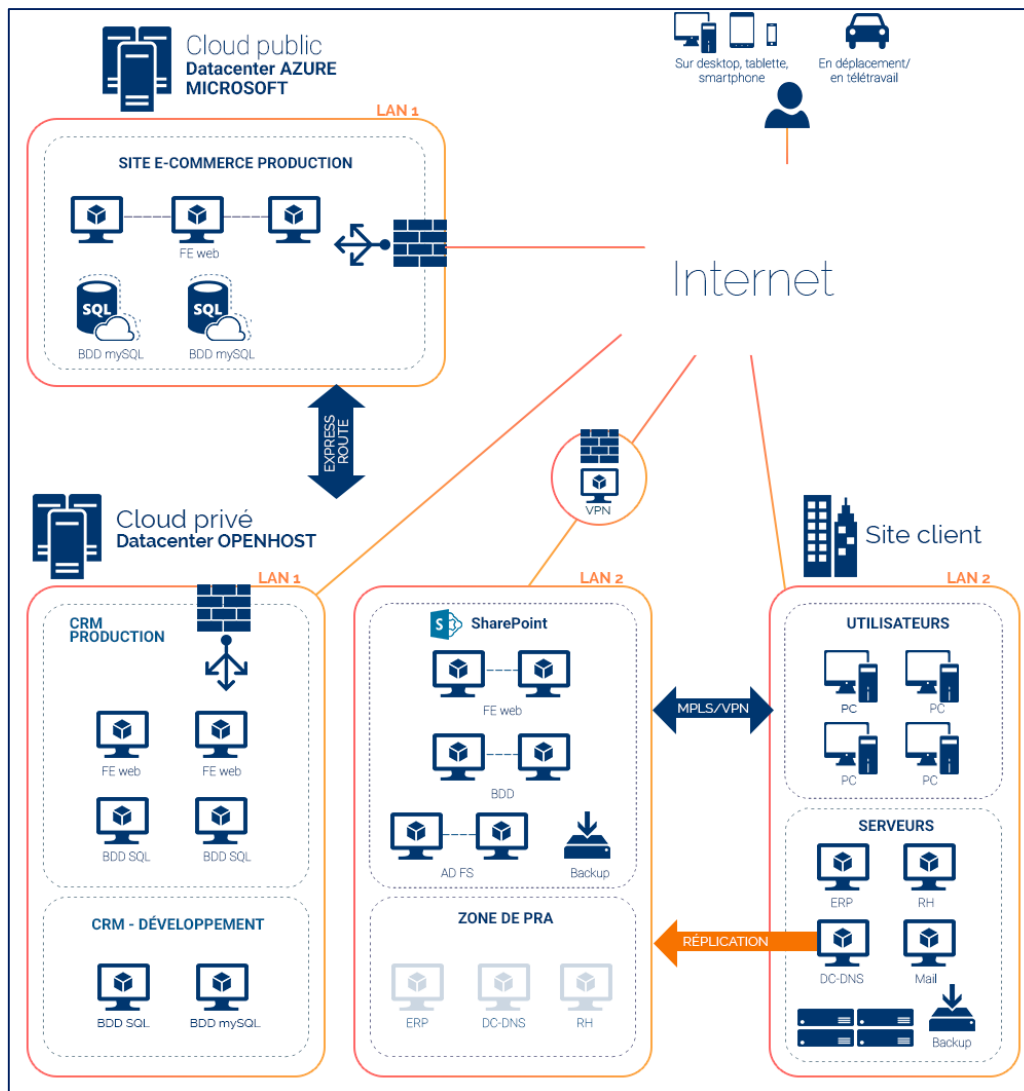 Cloud public
Datacenter AZURE
MICROSOFT
Sur desktop, tablette,
smartphone
En déplacement/
en télétravail
LAN 1
SITE E-COMMERCE PRODUCTION
FE web
SQL
SQL
BDD mySQL
BDD mySQL
Internet
EXPRESS
ROUTE
VPN
Cloud privé
Datacenter OPENHOST
Site client
LAN 1
CRM
PRODUCTION
FE web
FE web
BDD SQL
BDD SQL
CRM - DÉVELOPPEMENT
BDD SQL
BDD mySQL
LAN 2
S
SharePoint
FE web
BDD
AD FS
Backup
ZONE DE PRA
ERP
DC-DNS
RH
MPLS/VPN
RÉPLICATION
LAN 2
UTILISATEURS
PC
PC
PC
PC
SERVEURS
ERP
RH
DC-DNS
Mail
Backup